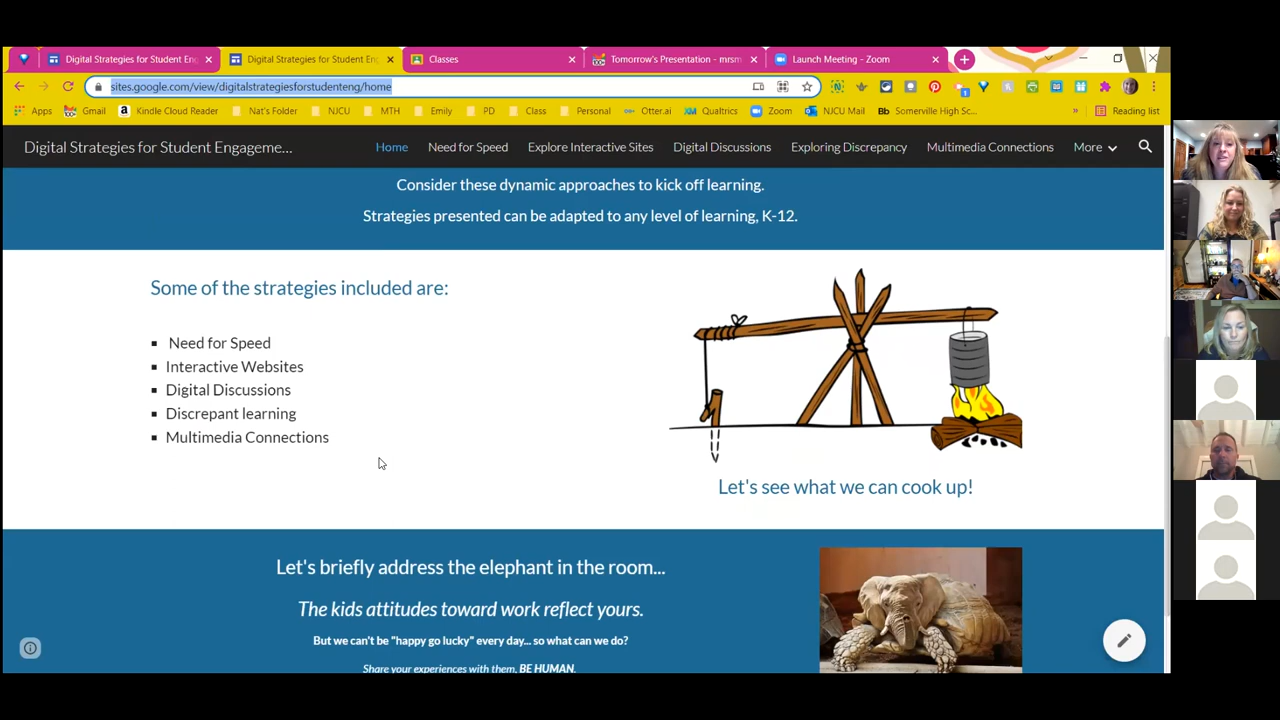 Digital Strategies for Student Eng
Digital Strategies for Student Eng
Classes
Tomorrow's Presentation - mrsm
Launch Meeting - Zoom
sites.google.com/view/digitalstrategiesforstudenteng/home
Apps
Gmail
Kindle Cloud Reader
Nat's Folder
NJCU
MTH
Emily
PD
Class
Personal
Otter.ai
Qualtrics
Zoom
NJCU Mail
Somerville High Sc...
Reading list
Digital Strategies for Student Engageme...
Home
Need for Speed
Explore Interactive Sites
Digital Discussions
Exploring Discrepancy
Multimedia Connections
More
Consider these dynamic approaches to kick off learning.
Strategies presented can be adapted to any level of learning, K-12.
Some of the strategies included are:
Need for Speed
Interactive Websites
Digital Discussions
Discrepant learning
Multimedia Connections
Let's see what we can cook up!
Let's briefly address the elephant in the room...
The kids attitudes toward work reflect yours.
But we can't be "happy go lucky" every day... so what can we do?
Share your experiences with them, BE HUMAN.